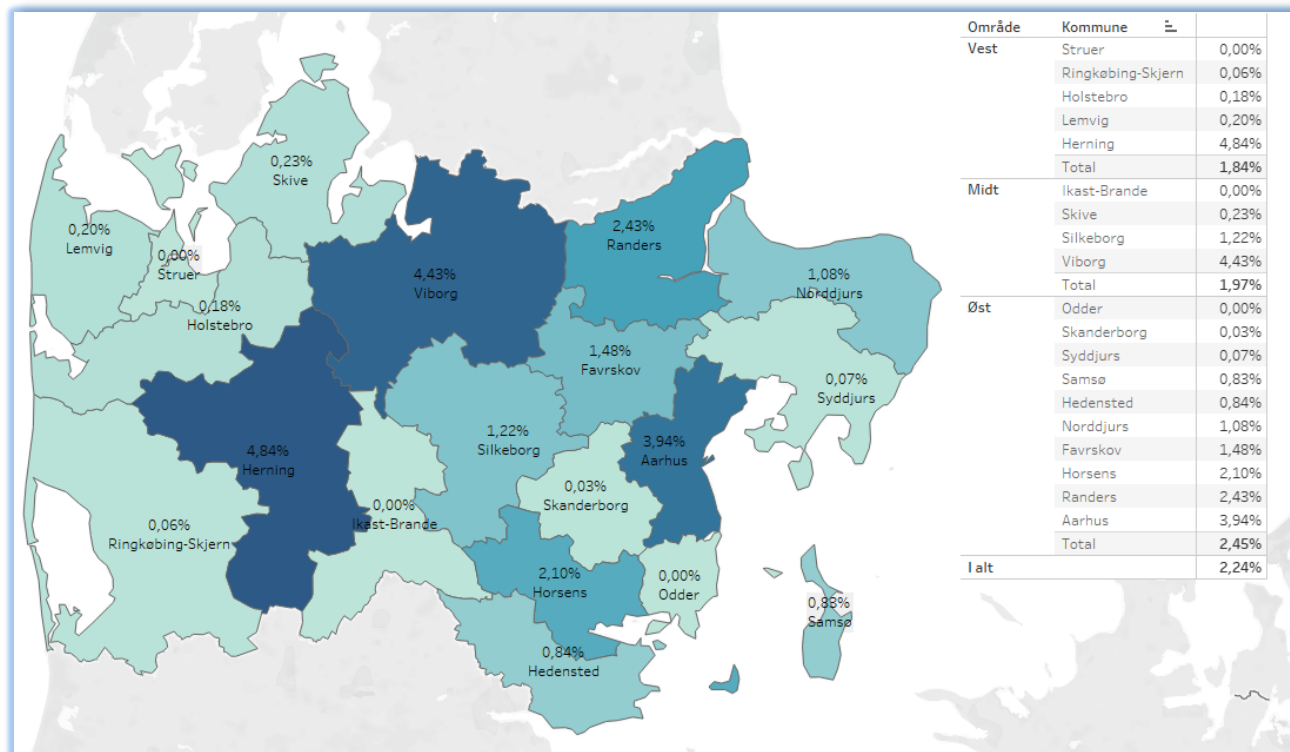 0,23%
Skive
0,20%
Lemvig
0,00%
Struer
0,18%
Holstebro
4,43%
Viborg
2,43%
Randers
1,08%
Norddjurs
1,48%
Favrskov
0,07%
Syddjurs
4,84%
Herning
1,22%
Silkeborg
3,94%
Aarhus
0,03%
Skanderborg
0,00%
Ikast-Brande
0,06%
Ringkøbing-Skjern
2,10%
Horsens
0,00%
Odder
0,83%
Samsø
0,84%
Hedensted
Område Kommune
Vest Struer 0,00%
Ringkøbing-Skjern 0,06%
Holstebro 0,18%
Lemvig 0,20%
Herning 4,84%
Total 1,84%
Midt Ikast-Brande 0,00%
Skive 0,23%
Silkeborg 1,22%
Viborg 4,43%
Total 1,97%
Øst Odder 0,00%
Skanderborg 0,03%
Syddjurs 0,07%
Samsø 0,83%
Hedensted 0,84%
Norddjurs 1,08%
Favrskov 1,48%
Horsens 2,10%
Randers 2,43%
Aarhus 3,94%
Total 2,45%
I alt 2,24%